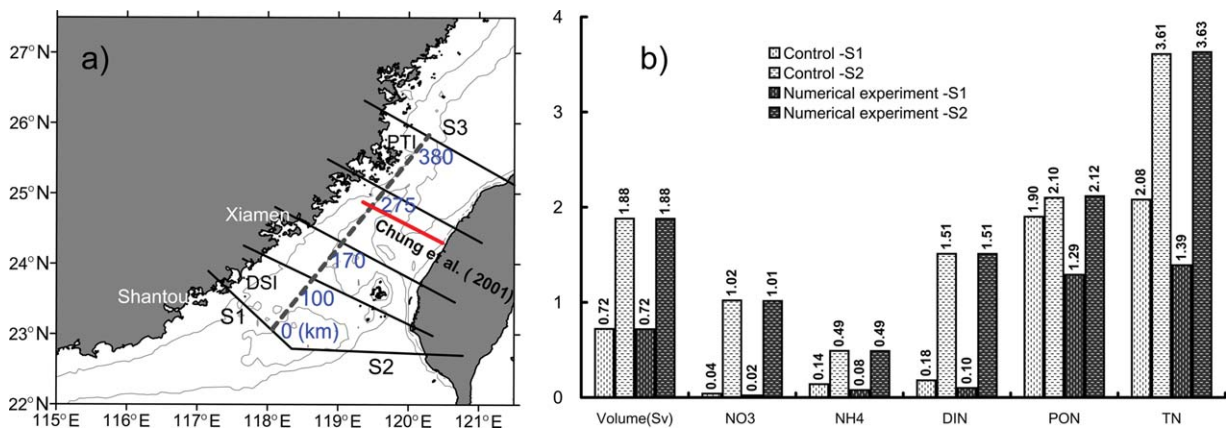 a)
27°N
26°N
25°N
24°N
23°N
22°N
115°E 116°E 117°E 118°E 119°E 120°E 121°E
S3
PTI
380
275
Xiamen
Chung et al. ( 2001)
170
DSI
100
Shantou
S1
0 (km)
S2
b)
4
3
2
1
0
Control -S1
Control -S2
Numerical experiment -S1
Numerical experiment -S2
0.72 1.88 0.72 1.88
0.04 1.02 0.02 1.01
0.14 0.49 0.08 0.49
0.18 1.51 0.10 1.51
1.90 2.10 1.29 2.12
2.08 3.61 1.39 3.63
Volume(Sv) NO3 NH4 DIN PON TN